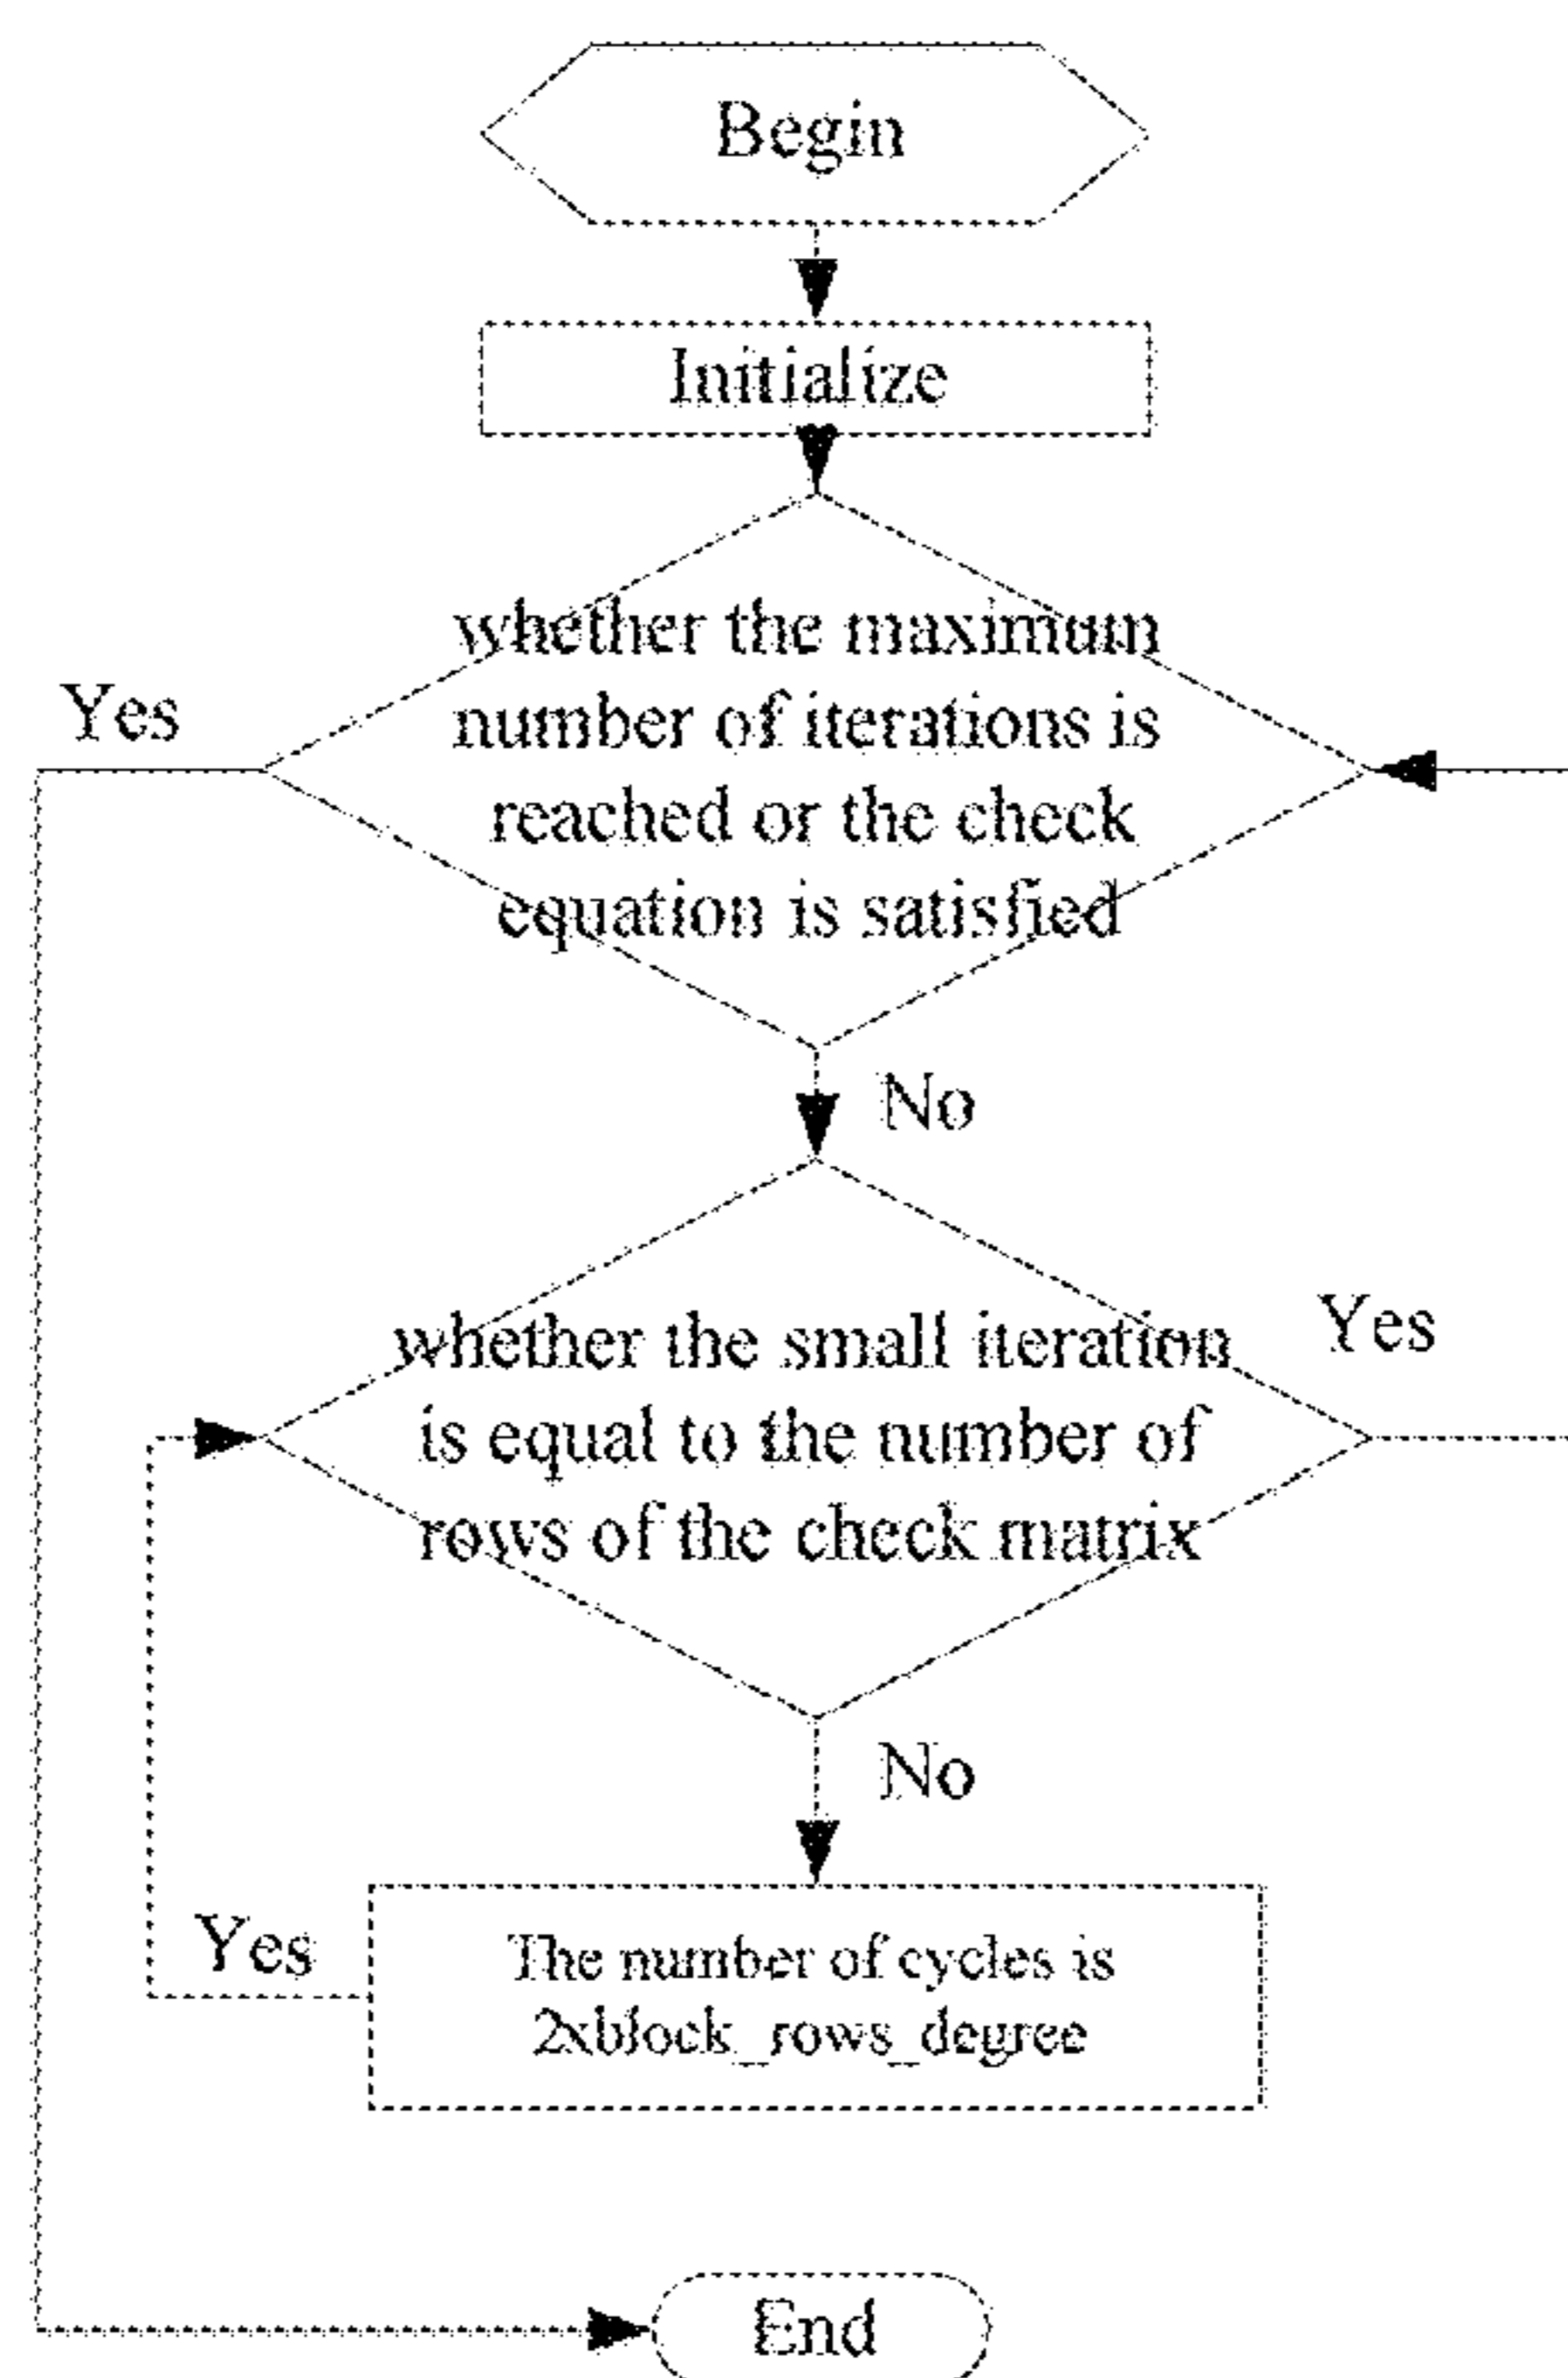 Begin
Initialize
whether the maximum
number of iterations is
reached or the check
equation is satisfied
Yes
No
whether the small iteration
is equal to the number of
rows of the check matrix
Yes
No
The number of cycles is
2xblock_rows_degree
Yes
End